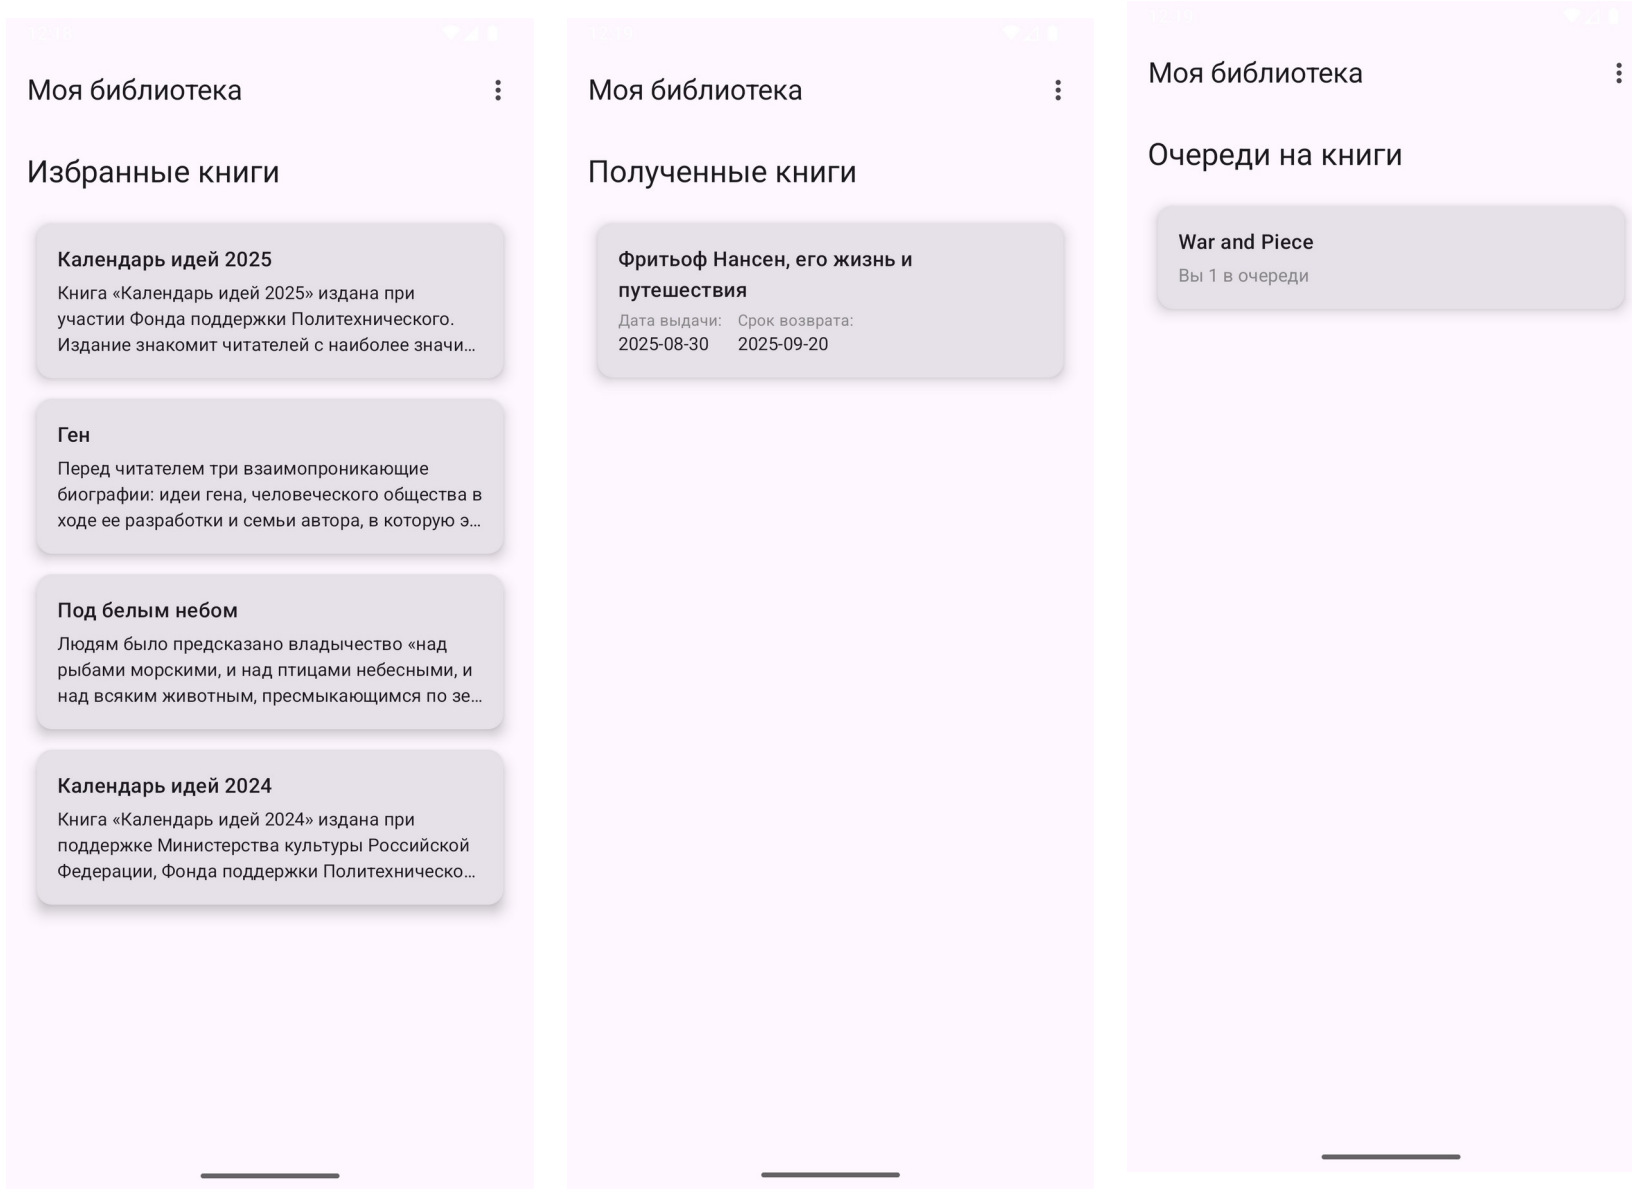 Моя библиотека
Избранные книги
Календарь идей 2025
Книга «Календарь идей 2025» издана при
участии Фонда поддержки Политехнического.
Издание знакомит читателей с наиболее значи…
Ген
Перед читателем три взаимопроникающие
биографии: идеи гена, человеческого общества в
ходе ее разработки и семьи автора, в которую э…
Под белым небом
Людям было предсказано владычество «над
рыбами морскими, и над птицами небесными, и
над всяким животным, пресмыкающимся по зе…
Календарь идей 2024
Книга «Календарь идей 2024» издана при
поддержке Министерства культуры Российской
Федерации, Фонда поддержки Политехническо…
Моя библиотека
Полученные книги
Фритьоф Нансен, его жизнь и
путешествия
Дата выдачи: Срок возврата:
2025-08-30 2025-09-20
Моя библиотека
Очереди на книги
War and Piece
Вы 1 в очереди